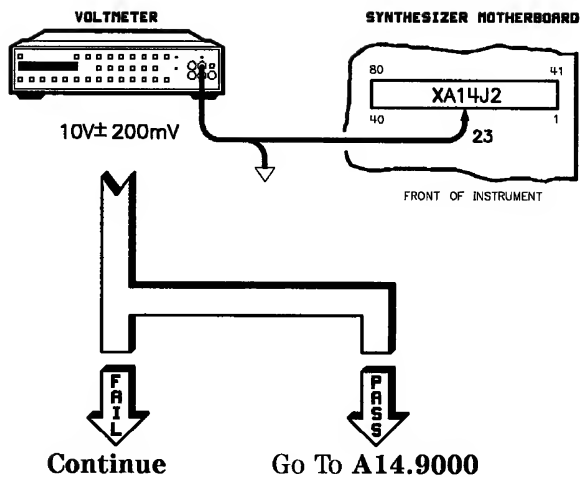 VOLTMETER
SYNTHESIZER MOTHERBOARD
80 41
XA14J2
40 1
10V± 200mV
23
FRONT OF INSTRUMENT
FAIL
PASS
Continue
Go To A14.9000